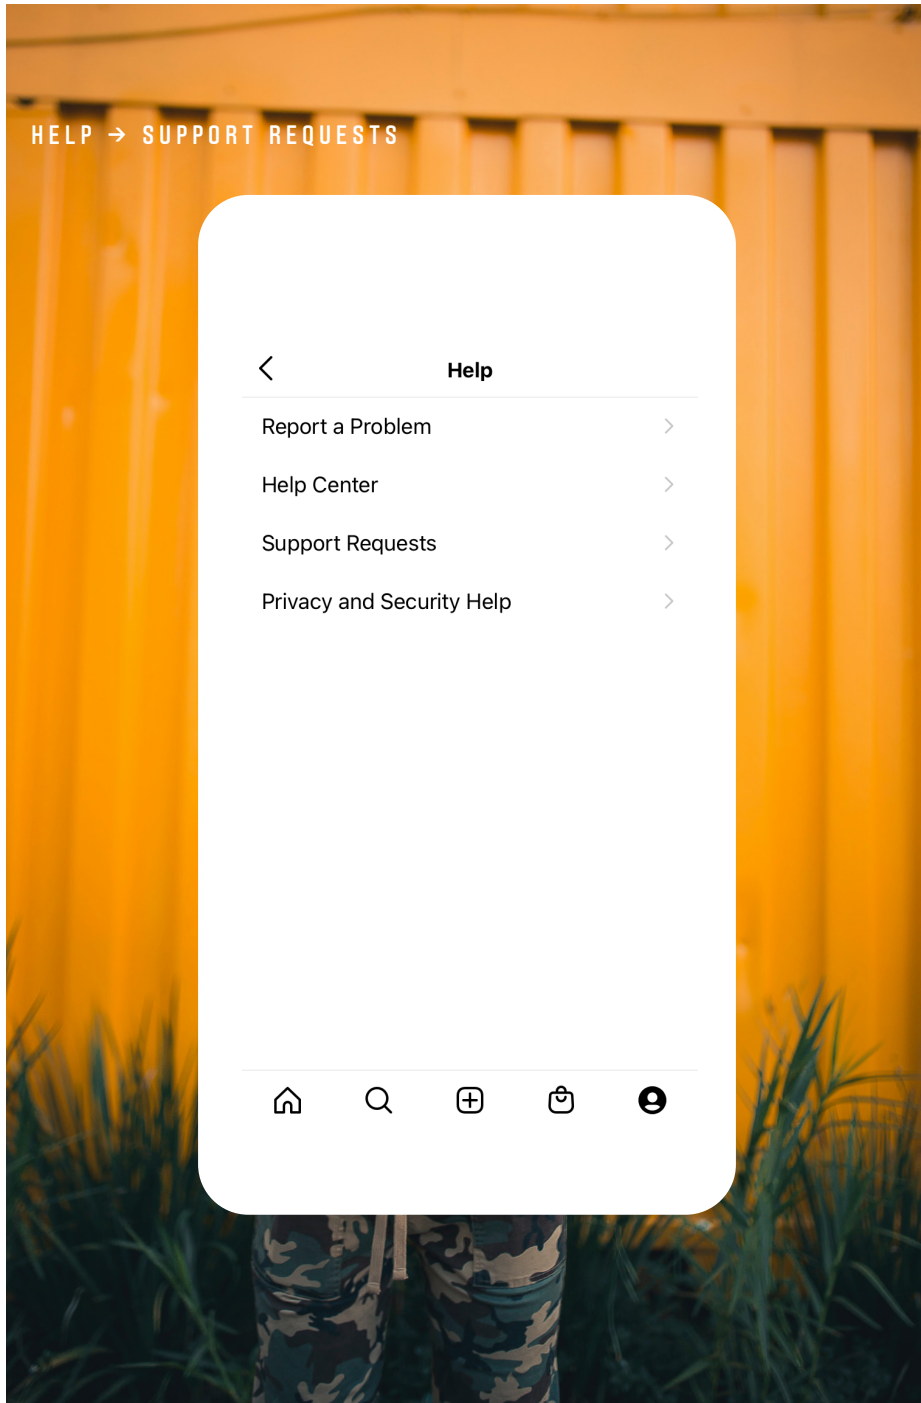 HELP → SUPPORT REQUESTS
Help
Report a Problem
Help Center
Support Requests
Privacy and Security Help